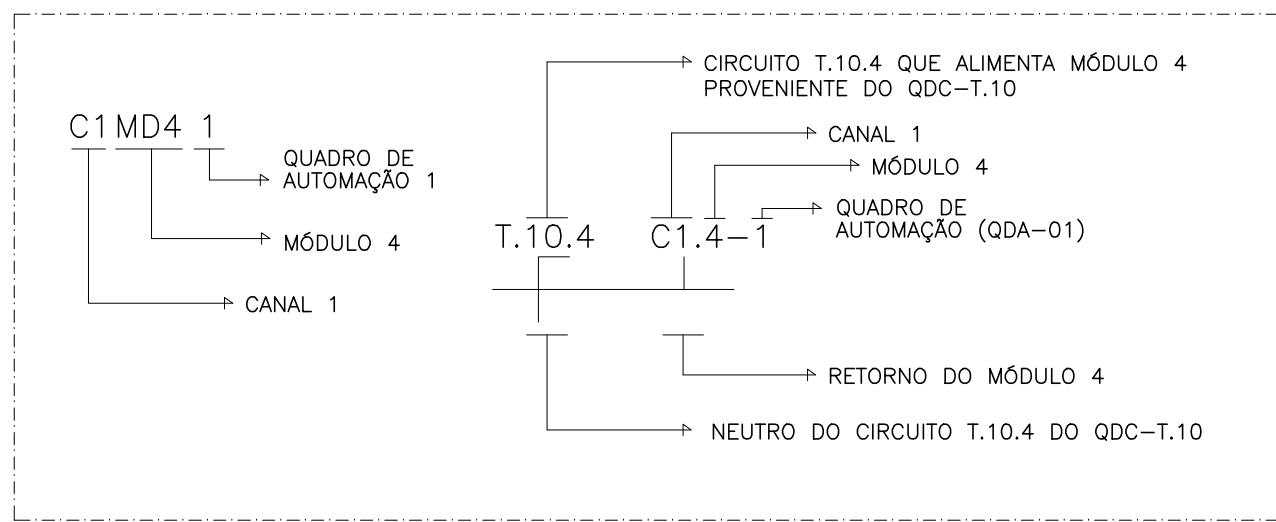 C1MD4 1
QUADRO DE
AUTOMAÇÃO 1
MÓDULO 4
CANAL 1
CIRCUITO T.10.4 QUE ALIMENTA MÓDULO 4
PROVENIENTE DO QDC-T.10
CANAL 1
MÓDULO 4
QUADRO DE
AUTOMAÇÃO (QDA-01)
T.10.4 C1.4-1
RETORNO DO MÓDULO 4
NEUTRO DO CIRCUITO T.10.4 DO QDC-T.10